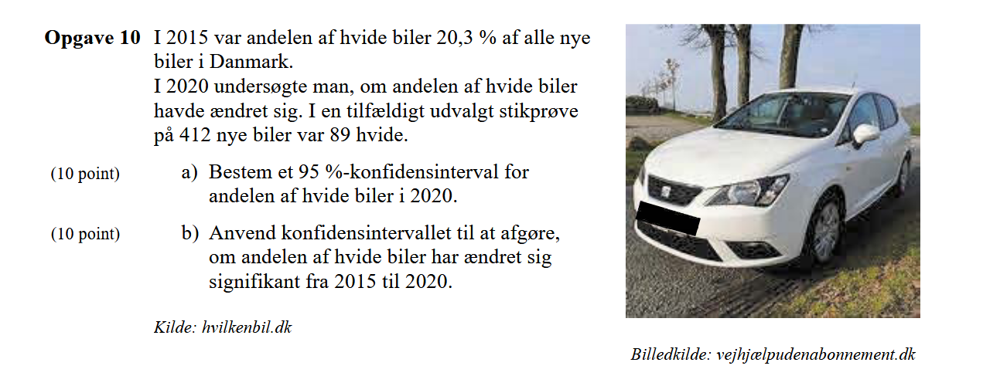 Opgave 10 I 2015 var andelen af hvide biler 20,3 % af alle nye
biler i Danmark.
I 2020 undersøgte man, om andelen af hvide biler
havde ændret sig. I en tilfældigt udvalgt stikprøve
på 412 nye biler var 89 hvide.
(10 point) a) Bestem et 95 %-konfidensinterval for
andelen af hvide biler i 2020.
(10 point) b) Anvend konfidensintervallet til at afgøre,
om andelen af hvide biler har ændret sig
signifikant fra 2015 til 2020.
Kilde: hvilkenbil.dk
Billedkilde: vejhjælpudenabonnement.dk